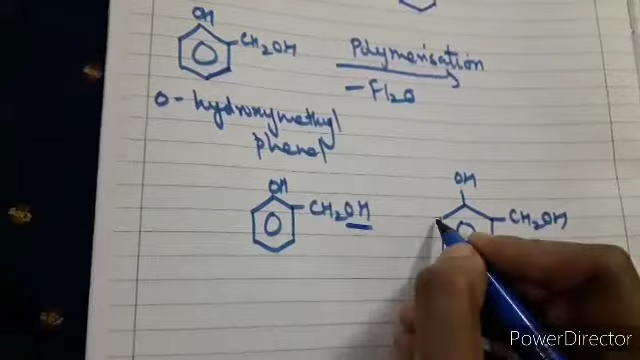 OH
CH2OH
Polymerisation
- H2O
o-hydroxymethyl
phenol
OH
CH2OH
OH
CH2OH
PowerDirector